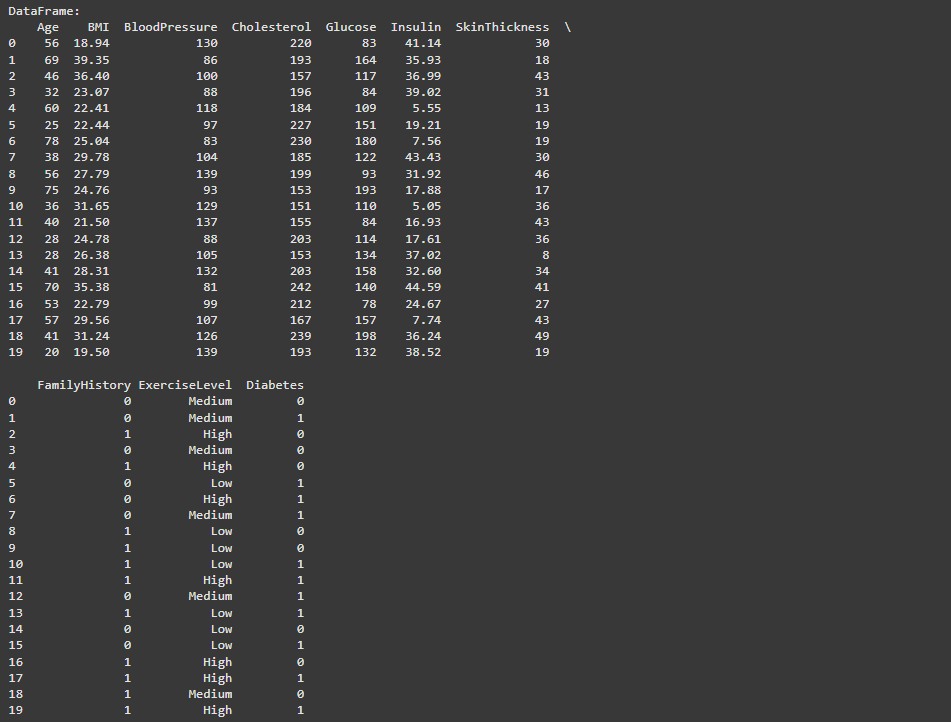 DataFrame:
    Age    BMI  BloodPressure  Cholesterol  Glucose  Insulin  SkinThickness  \
0    56  18.94            130          220       83    41.14             30
1    69  39.35             86          193      164    35.93             18
2    46  36.40            100          157      117    36.99             43
3    32  23.07             88          196       84    39.02             31
4    60  22.41            118          184      109     5.55             13
5    25  22.44             97          227      151    19.21             19
6    78  25.04             83          230      180     7.56             19
7    38  29.78            104          185      122    43.43             30
8    56  27.79            139          199       93    31.92             46
9    75  24.76             93          153      193    17.88             17
10   36  31.65            129          151      110     5.05             36
11   40  21.50            137          155       84    16.93             43
12   28  24.78             88          203      114    17.61             36
13   28  26.38            105          153      134    37.02              8
14   41  28.31            132          203      158    32.60             34
15   70  35.38             81          242      140    44.59             41
16   53  22.79             99          212       78    24.67             27
17   57  29.56            107          167      157     7.74             43
18   41  31.24            126          239      198    36.24             49
19   20  19.50            139          193      132    38.52             19
    FamilyHistory ExerciseLevel  Diabetes
0               0        Medium         0
1               0        Medium         1
2               1          High         0
3               0        Medium         0
4               1          High         0
5               0           Low         1
6               0          High         1
7               0        Medium         1
8               1           Low         0
9               1           Low         0
10              1           Low         1
11              1          High         1
12              0        Medium         1
13              1           Low         1
14              0           Low         0
15              0           Low         1
16              1          High         0
17              1          High         1
18              1        Medium         0
19              1          High         1